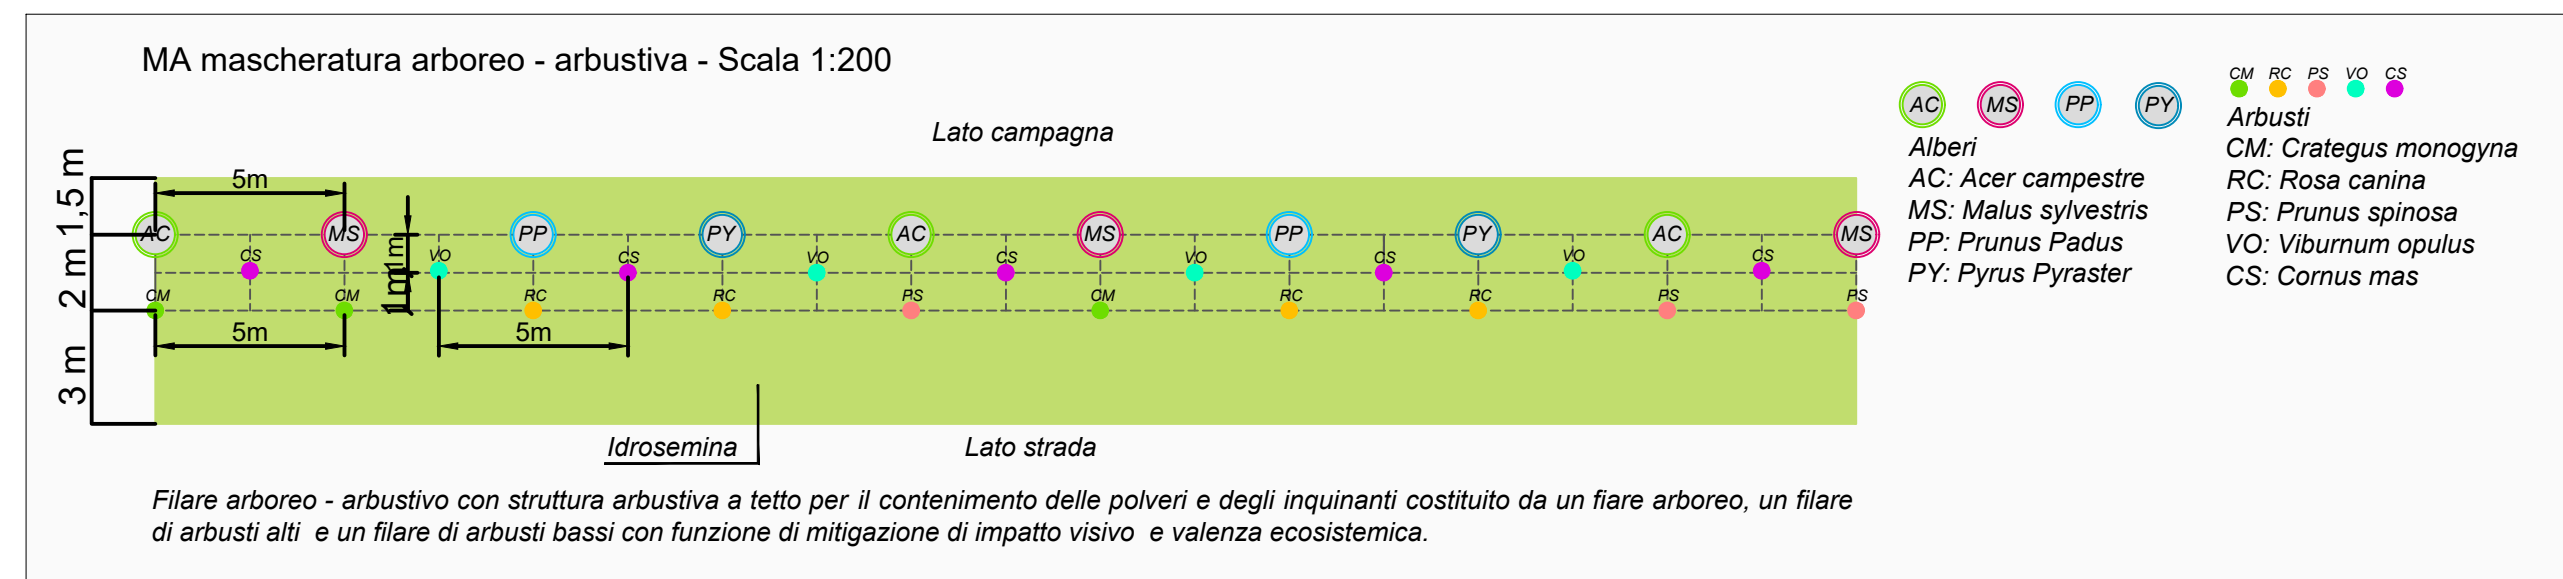 MA mascheratura arboreo - arbustiva - Scala 1:200
Lato campagna
1,5 m
2 m
3 m
5m
AC MS PP PY AC MS PP PY AC MS
1m
1m
CS VO CS VO CS VO CS VO CS
CM CM RC RC PS CM RC RC PS PS
5m 5m
Idrosemina Lato strada
Filare arboreo - arbustivo con struttura arbustiva a tetto per il contenimento delle polveri e degli inquinanti costituito da un fiare arboreo, un filare
di arbusti alti e un filare di arbusti bassi con funzione di mitigazione di impatto visivo e valenza ecosistemica.
AC MS PP PY
Alberi
AC: Acer campestre
MS: Malus sylvestris
PP: Prunus Padus
PY: Pyrus Pyraster
CM RC PS VO CS
Arbusti
CM: Crategus monogyna
RC: Rosa canina
PS: Prunus spinosa
VO: Viburnum opulus
CS: Cornus mas